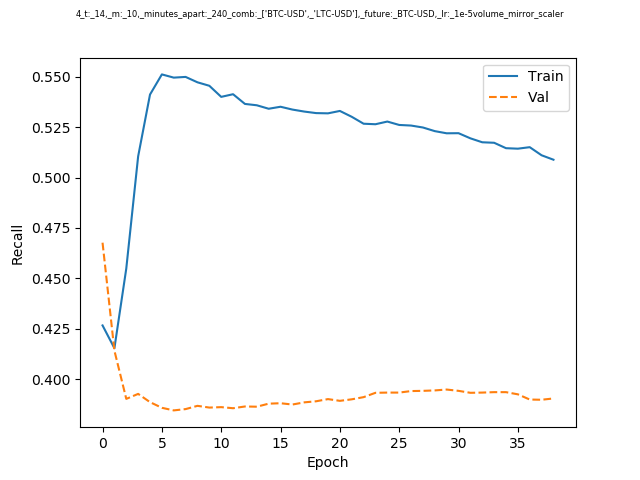 4_t:_14,_m:_10,_minutes_apart:_240_comb:_['BTC-USD',_'LTC-USD'],_future:_BTC-USD,_lr:_1e-5volume_mirror_scaler
Train
Val
0.550
0.525
0.500
0.475
0.450
0.425
0.400
Recall
0 5 10 15 20 25 30 35
Epoch